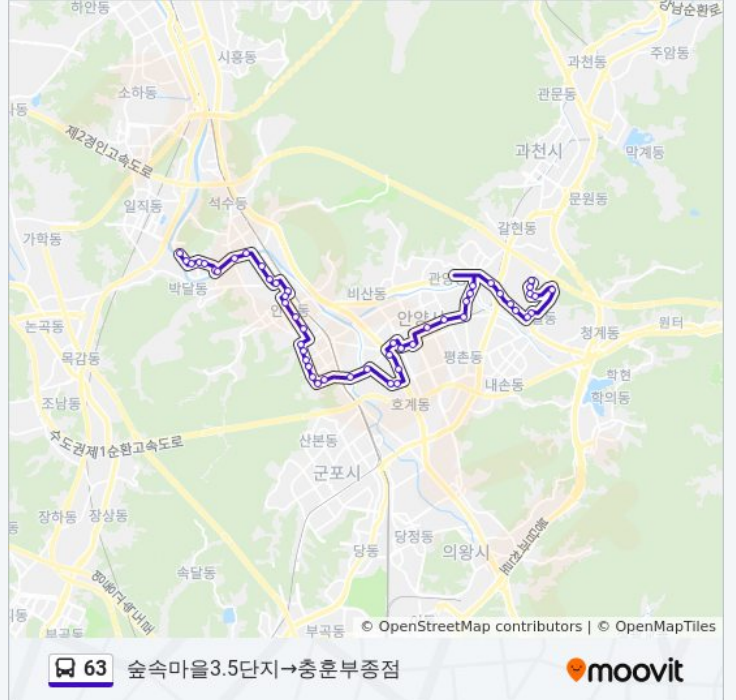 하안동
강남순환로
시흥동
과천동
주암동
소하동
관문동
제2경인고속도로
과천시
막계동
일직동
석수동
문원동
가학동
갈현동
박달동
비산동
논곡동
청계동
원터
목감동
평촌동
학현
내손동
학의동
조남동
호계동
수도권제1순환고속도로
산본동
군포시
장하동
장상동
당정동
당동
의왕시
속달동
부곡동
© OpenStreetMap contributors | © OpenMapTiles
63 숲속마을3.5단지→충훈부종점
moovit